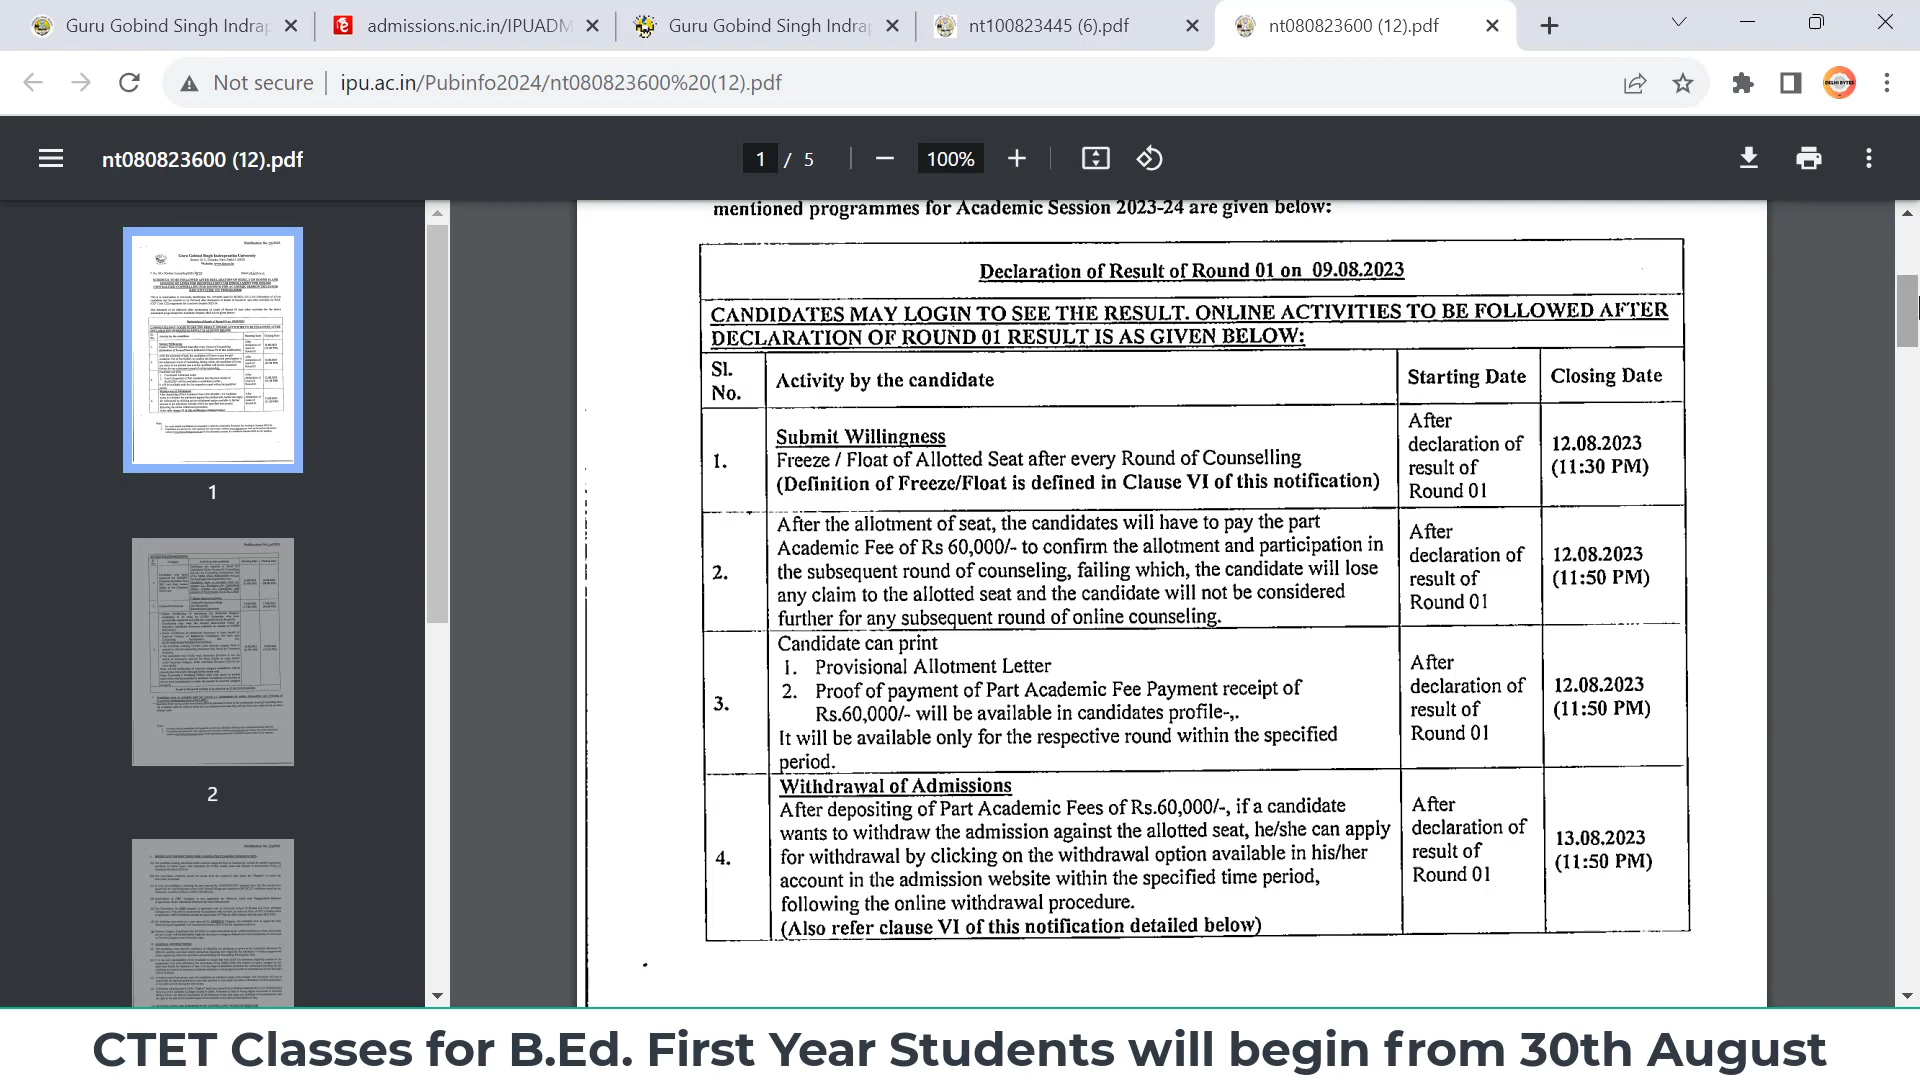 Guru Gobind Singh Indrap
admissions.nic.in/IPUADM
Guru Gobind Singh Indrap
nt100823445 (6).pdf
nt080823600 (12).pdf
Not secure
ipu.ac.in/Pubinfo2024/nt080823600%20(12).pdf
DELHI BYTES
nt080823600 (12).pdf
1 / 5
100%
mentioned programmes for Academic Session 2023-24 are given below:
Declaration of Result of Round 01 on 09.08.2023
CANDIDATES MAY LOGIN TO SEE THE RESULT. ONLINE ACTIVITIES TO BE FOLLOWED AFTER
DECLARATION OF ROUND 01 RESULT IS AS GIVEN BELOW:
Sl.
No.
Activity by the candidate
Starting Date
Closing Date
1.
Submit Willingness
Freeze / Float of Allotted Seat after every Round of Counselling
(Definition of Freeze/Float is defined in Clause VI of this notification)
After
declaration of
result of
Round 01
12.08.2023
(11:30 PM)
2.
After the allotment of seat, the candidates will have to pay the part
Academic Fee of Rs 60,000/- to confirm the allotment and participation in
the subsequent round of counseling, failing which, the candidate will lose
any claim to the allotted seat and the candidate will not be considered
further for any subsequent round of online counseling.
After
declaration of
result of
Round 01
12.08.2023
(11:50 PM)
3.
Candidate can print
1. Provisional Allotment Letter
2. Proof of payment of Part Academic Fee Payment receipt of
Rs.60,000/- will be available in candidates profile-,.
It will be available only for the respective round within the specified
period.
After
declaration of
result of
Round 01
12.08.2023
(11:50 PM)
4.
Withdrawal of Admissions
After depositing of Part Academic Fees of Rs.60,000/-, if a candidate
wants to withdraw the admission against the allotted seat, he/she can apply
for withdrawal by clicking on the withdrawal option available in his/her
account in the admission website within the specified time period,
following the online withdrawal procedure.
(Also refer clause VI of this notification detailed below)
After
declaration of
result of
Round 01
13.08.2023
(11:50 PM)
1
2
CTET Classes for B.Ed. First Year Students will begin from 30th August